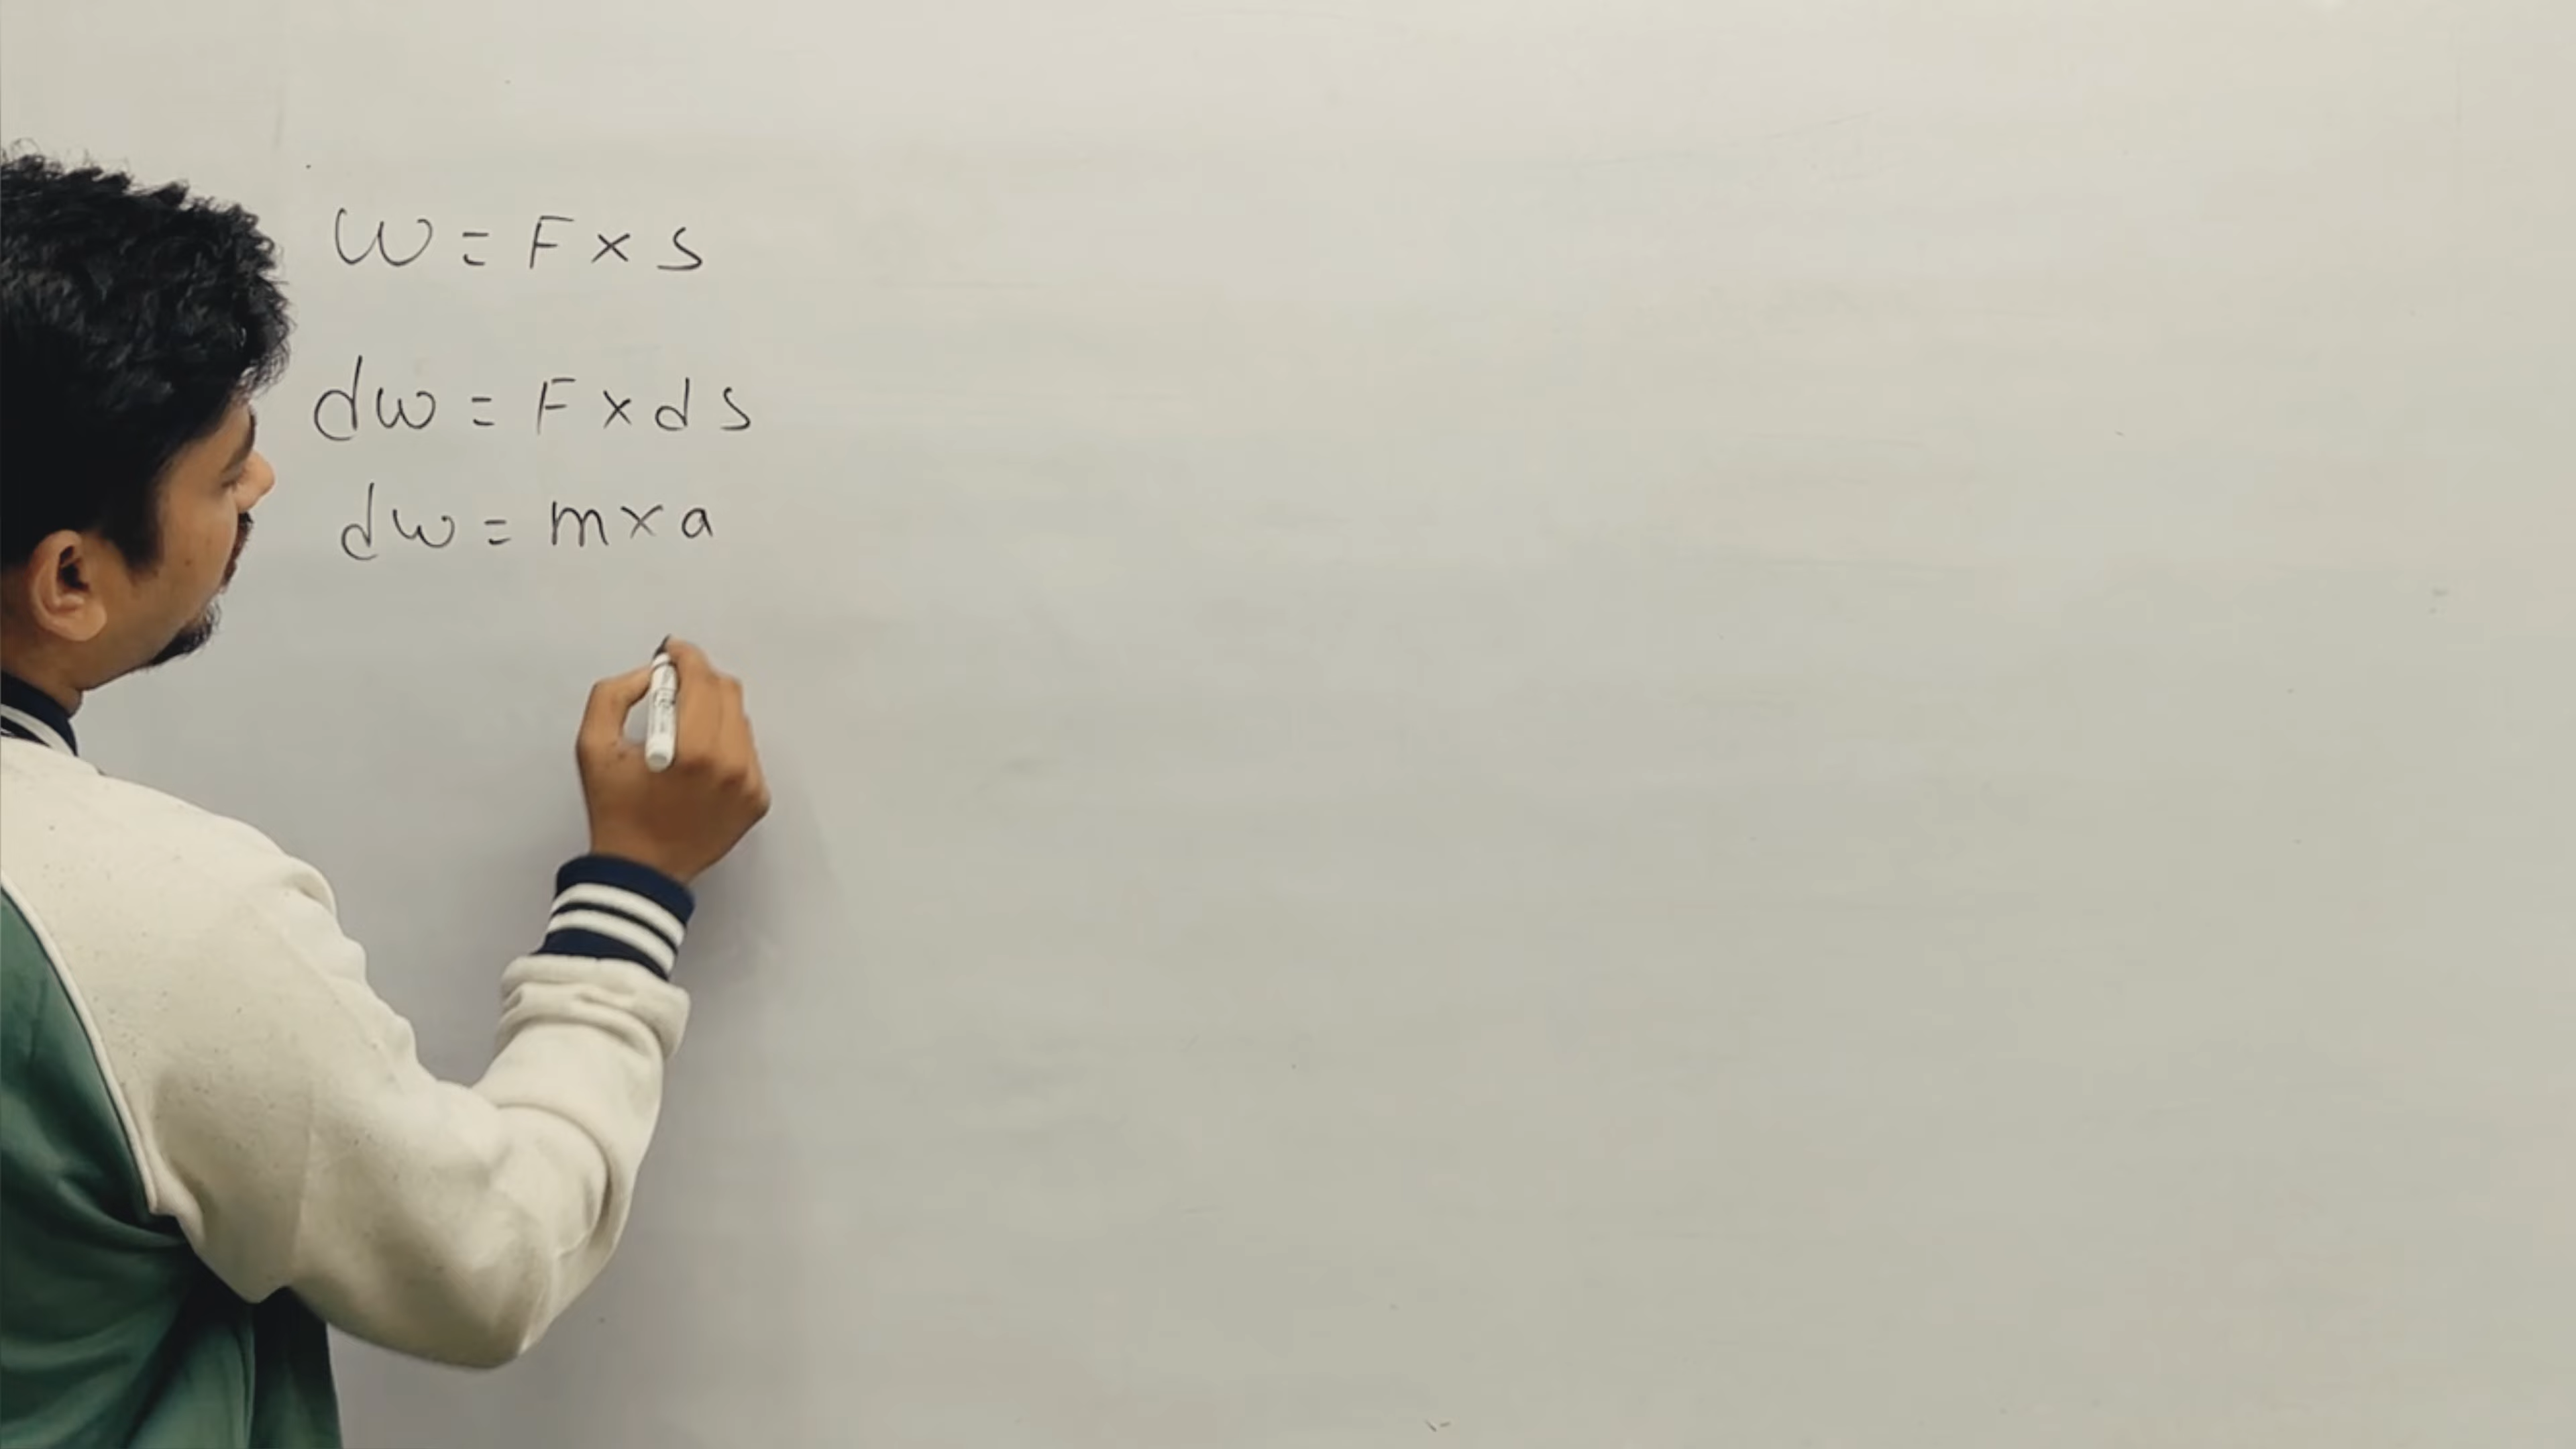 W = F × s
dw = F × ds
dw = m × a